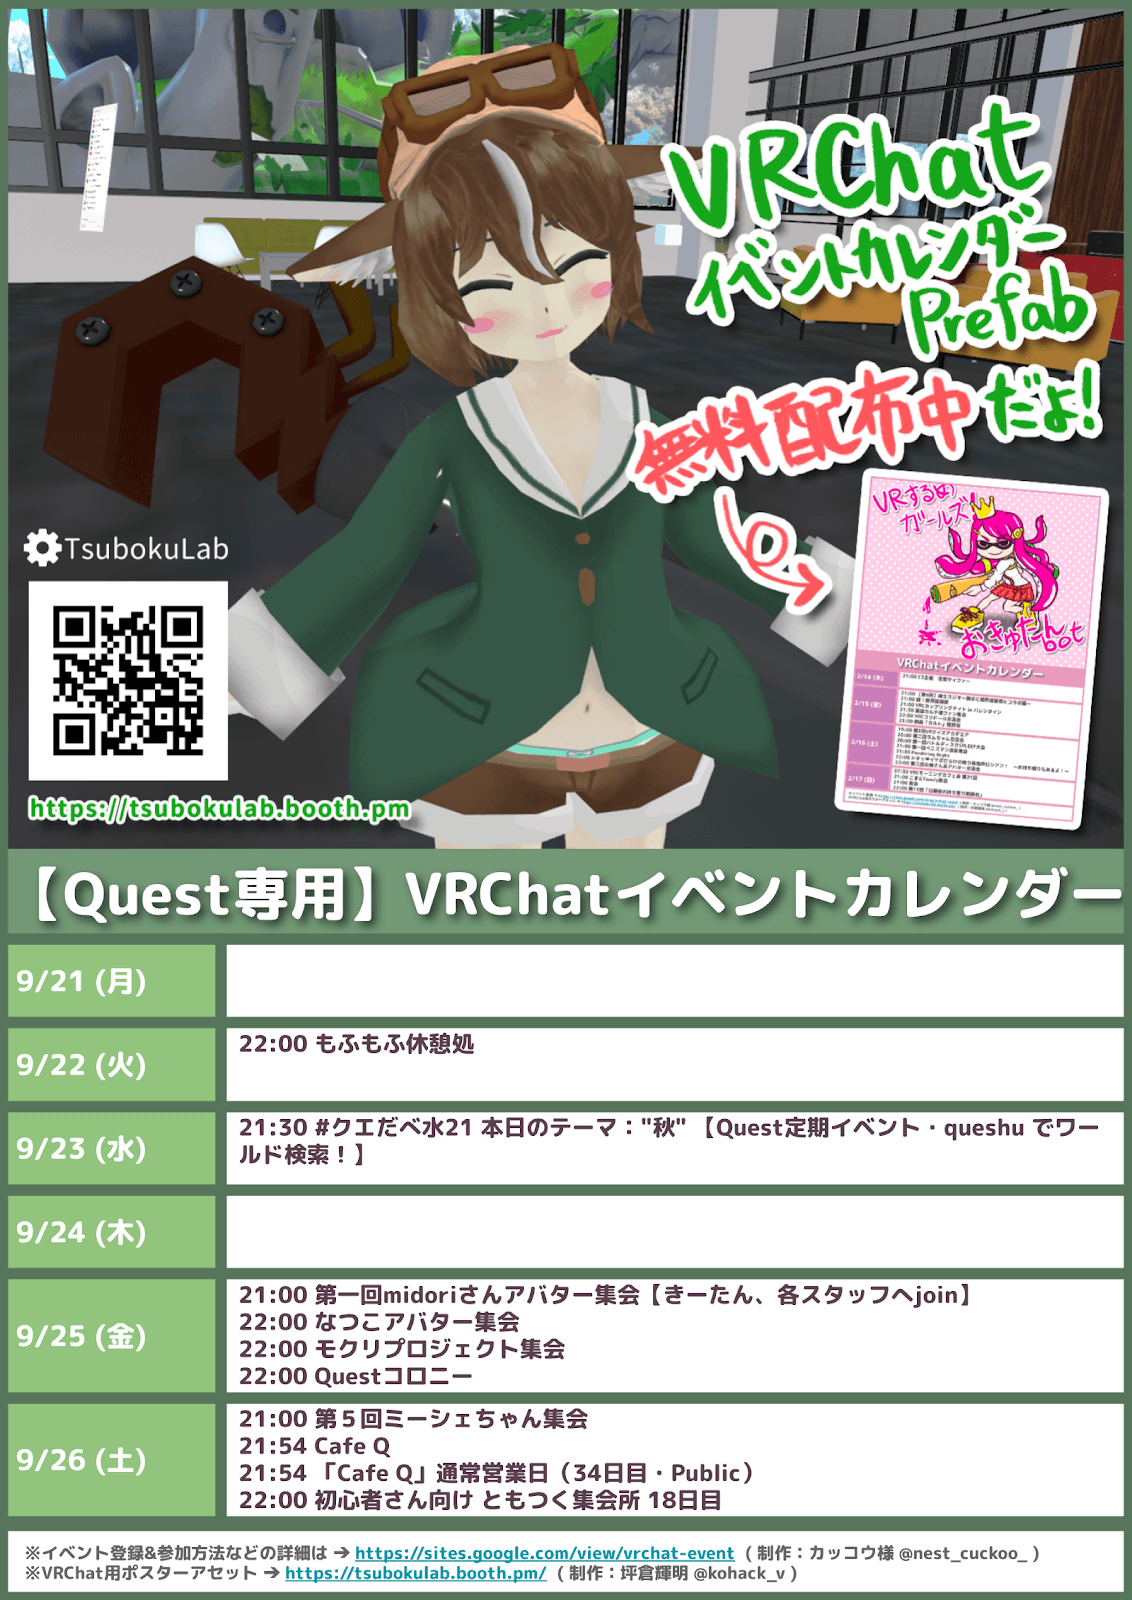 VRChat
イベントカレンダー
Prefab
無料配布中だよ!
TsubokuLab
https://tsubokulab.booth.pm
VRするめ
ガールズ!
おきゅたんbot
VRChatイベントカレンダー
2/14 (木)
2/15 (金)
2/16 (土)
2/17 (日)
【Quest専用】VRChatイベントカレンダー
9/21 (月)
9/22 (火)
22:00 もふもふ休憩処
9/23 (水)
21:30 #クエだべ水21 本日のテーマ："秋" 【Quest定期イベント・queshu でワー
ルド検索！】
9/24 (木)
9/25 (金)
21:00 第一回midoriさんアバター集会【きーたん、各スタッフへjoin】
22:00 なつこアバター集会
22:00 モクリプロジェクト集会
22:00 Questコロニー
9/26 (土)
21:00 第５回ミーシェちゃん集会
21:54 Cafe Q
21:54 「Cafe Q」通常営業日（34日目・Public）
22:00 初心者さん向け ともつく集会所 18日目
※イベント登録&参加方法などの詳細は ➔ https://sites.google.com/view/vrchat-event ( 制作：カッコウ様 @nest_cuckoo_ )
※VRChat用ポスターアセット ➔ https://tsubokulab.booth.pm/ ( 制作：坪倉輝明 @kohack_v )